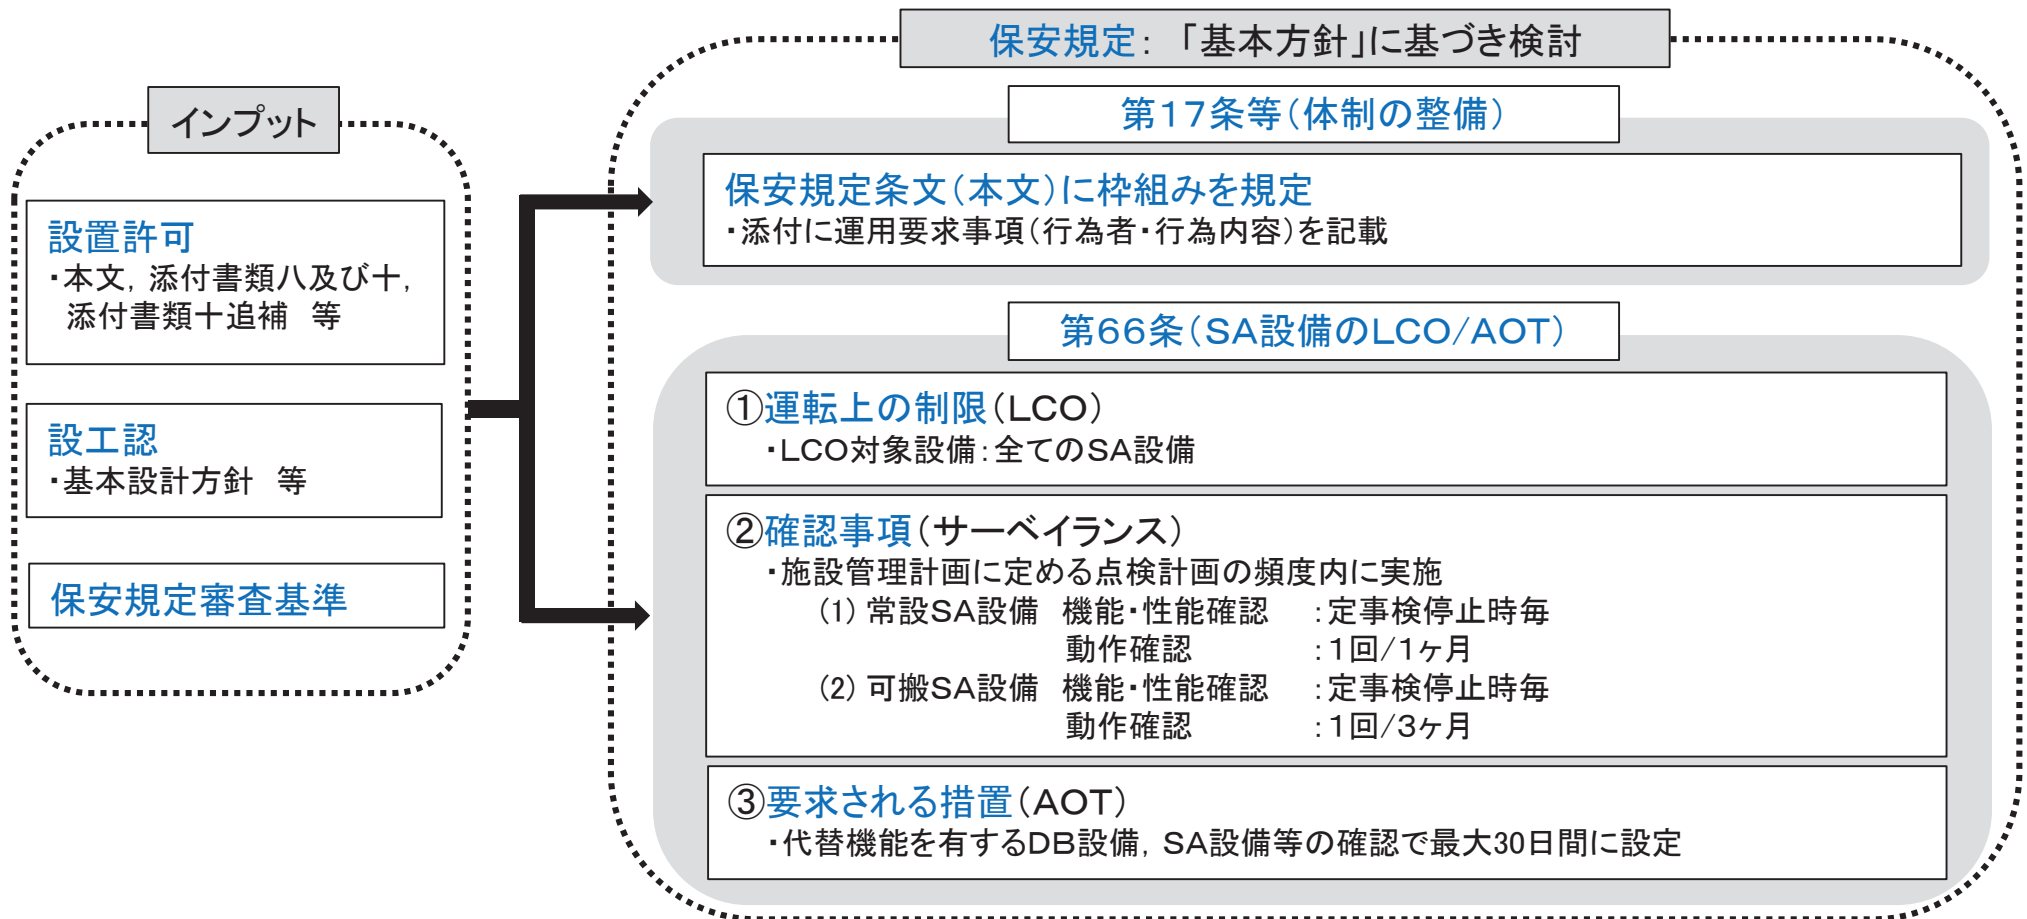 インプット
設置許可
・本文，添付書類八及び十，
添付書類十追補　等
設工認
・基本設計方針　等
保安規定審査基準
保安規定：「基本方針」に基づき検討
第１７条等（体制の整備）
保安規定条文（本文）に枠組みを規定
・添付に運用要求事項（行為者・行為内容）を記載
第６６条（ＳＡ設備のＬＣＯ／ＡＯＴ）
①運転上の制限（ＬＣＯ）
・ＬＣＯ対象設備：全てのＳＡ設備
②確認事項（サーベイランス）
・施設管理計画に定める点検計画の頻度内に実施
(1) 常設ＳＡ設備　機能・性能確認　：定事検停止時毎
動作確認　：１回／１ヶ月
(2) 可搬ＳＡ設備　機能・性能確認　：定事検停止時毎
動作確認　：１回／３ヶ月
③要求される措置（ＡＯＴ）
・代替機能を有するＤＢ設備，ＳＡ設備等の確認で最大30日間に設定